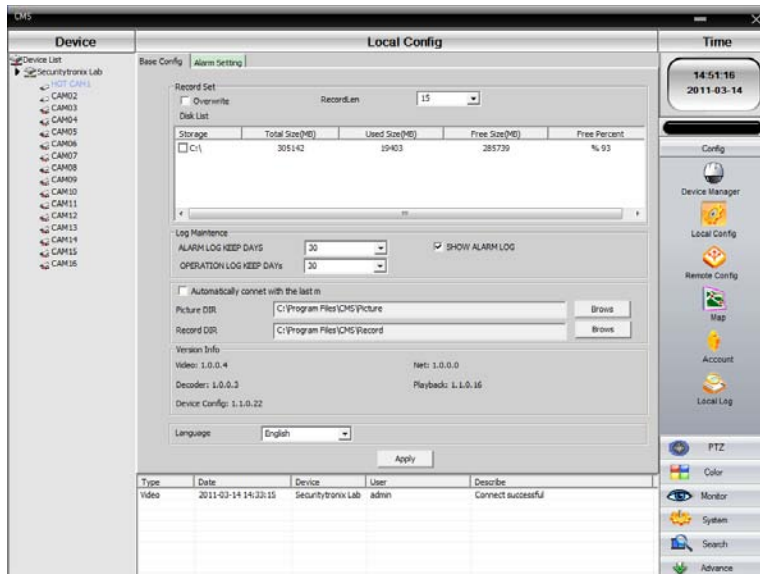 CMS
Device
Local Config
Time
Device List
Securitytronix Lab
HOT CAM1
CAM02
CAM03
CAM04
CAM05
CAM06
CAM07
CAM08
CAM09
CAM10
CAM11
CAM12
CAM13
CAM14
CAM15
CAM16
Base Config Alarm Setting
Record Set
Overwrite RecordLen 15
Disk List
Storage Total Size(MB) Used Size(MB) Free Size(MB) Free Percent
C:\ 305142 19403 285739 % 93
Log Maintence
ALARM LOG KEEP DAYS 30 SHOW ALARM LOG
OPERATION LOG KEEP DAYs 30
Automatically connet with the last m
Picture DIR C:\Program Files\CMS\Picture Brows
Record DIR C:\Program Files\CMS\Record Brows
Version Info
Video: 1.0.0.4 Net: 1.0.0.0
Decoder: 1.0.0.3 Playback: 1.1.0.16
Device Config: 1.1.0.22
Language English
Apply
Type Date Device User Describe
Video 2011-03-14 14:33:15 Securitytronix Lab admin Connect successful
14:51:16
2011-03-14
Config
Device Manager
Local Config
Remote Config
Map
Account
Local Log
PTZ
Color
Monitor
System
Search
Advance